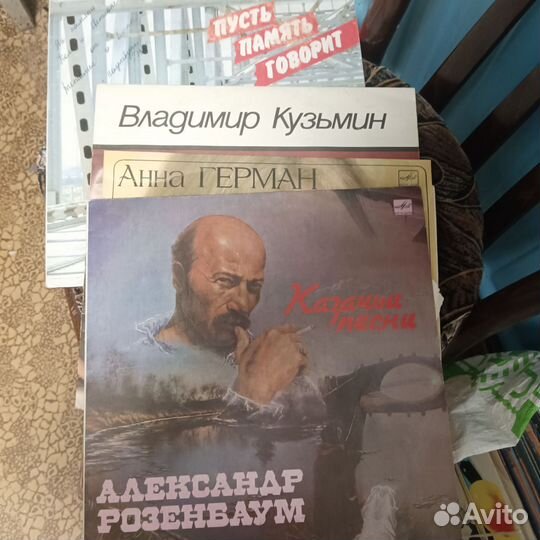 ПУСТЬ
ПАМЯТЬ
ГОВОРИТ
Владимир Кузьмин
Анна ГЕРМАН
Казачьи
песни
АЛЕКСАНДР
РОЗЕНБАУМ
Avito